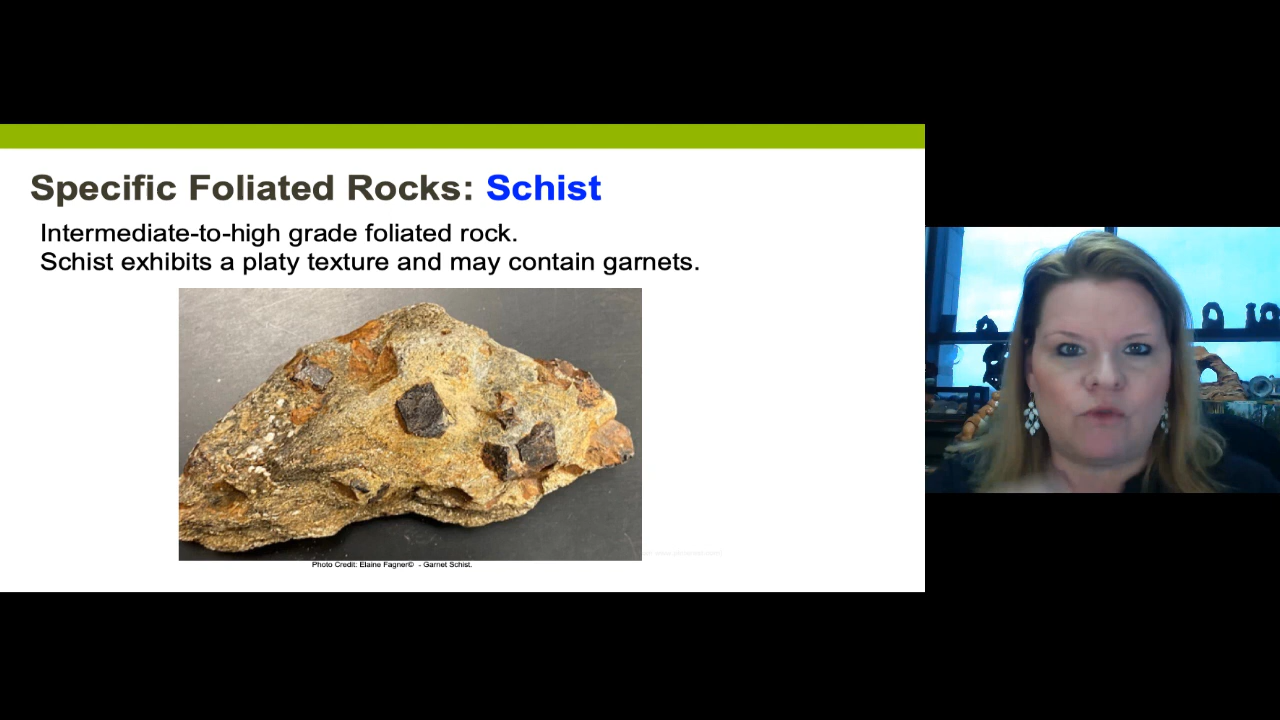 Specific Foliated Rocks: Schist
Intermediate-to-high grade foliated rock.
Schist exhibits a platy texture and may contain garnets.
Photo Credit: Elaine Fagner© - Garnet Schist.